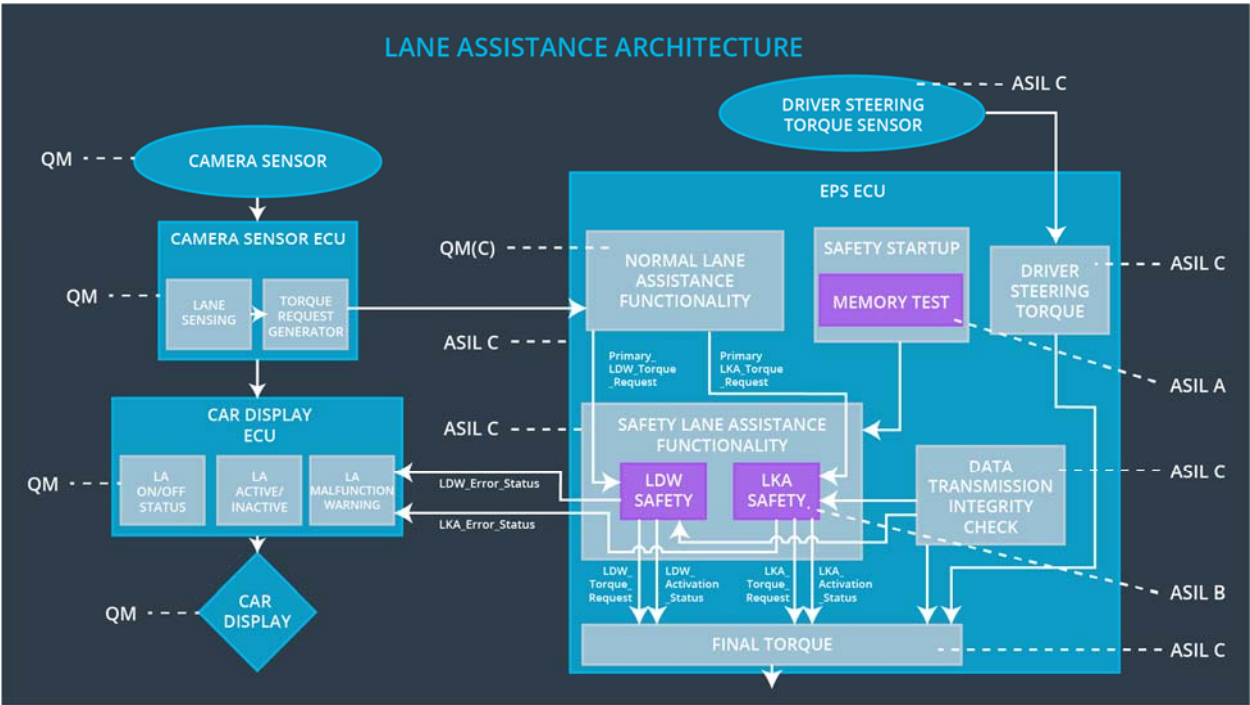 LANE ASSISTANCE ARCHITECTURE
ASIL C
DRIVER STEERING
TORQUE SENSOR
QM
CAMERA SENSOR
EPS ECU
CAMERA SENSOR ECU
QM
LANE
SENSING
TORQUE
REQUEST
GENERATOR
QM(C)
NORMAL LANE
ASSISTANCE
FUNCTIONALITY
SAFETY STARTUP
MEMORY TEST
DRIVER
STEERING
TORQUE
ASIL C
ASIL C
Primary_
LDW_Torque
_Request
Primary
LKA_Torque
_Request
ASIL A
CAR DISPLAY
ECU
QM
LA
ON/OFF
STATUS
LA
ACTIVE/
INACTIVE
LA
MALFUNCTION
WARNING
ASIL C
SAFETY LANE ASSISTANCE
FUNCTIONALITY
LDW
SAFETY
LKA
SAFETY
DATA
TRANSMISSION
INTEGRITY
CHECK
ASIL C
LDW_Error_Status
LKA_Error_Status
LDW_
Torque_
Request
LDW_
Activation
_Status
LKA_
Torque_
Request
LKA_
Activation
_Status
ASIL B
QM
CAR
DISPLAY
FINAL TORQUE
ASIL C